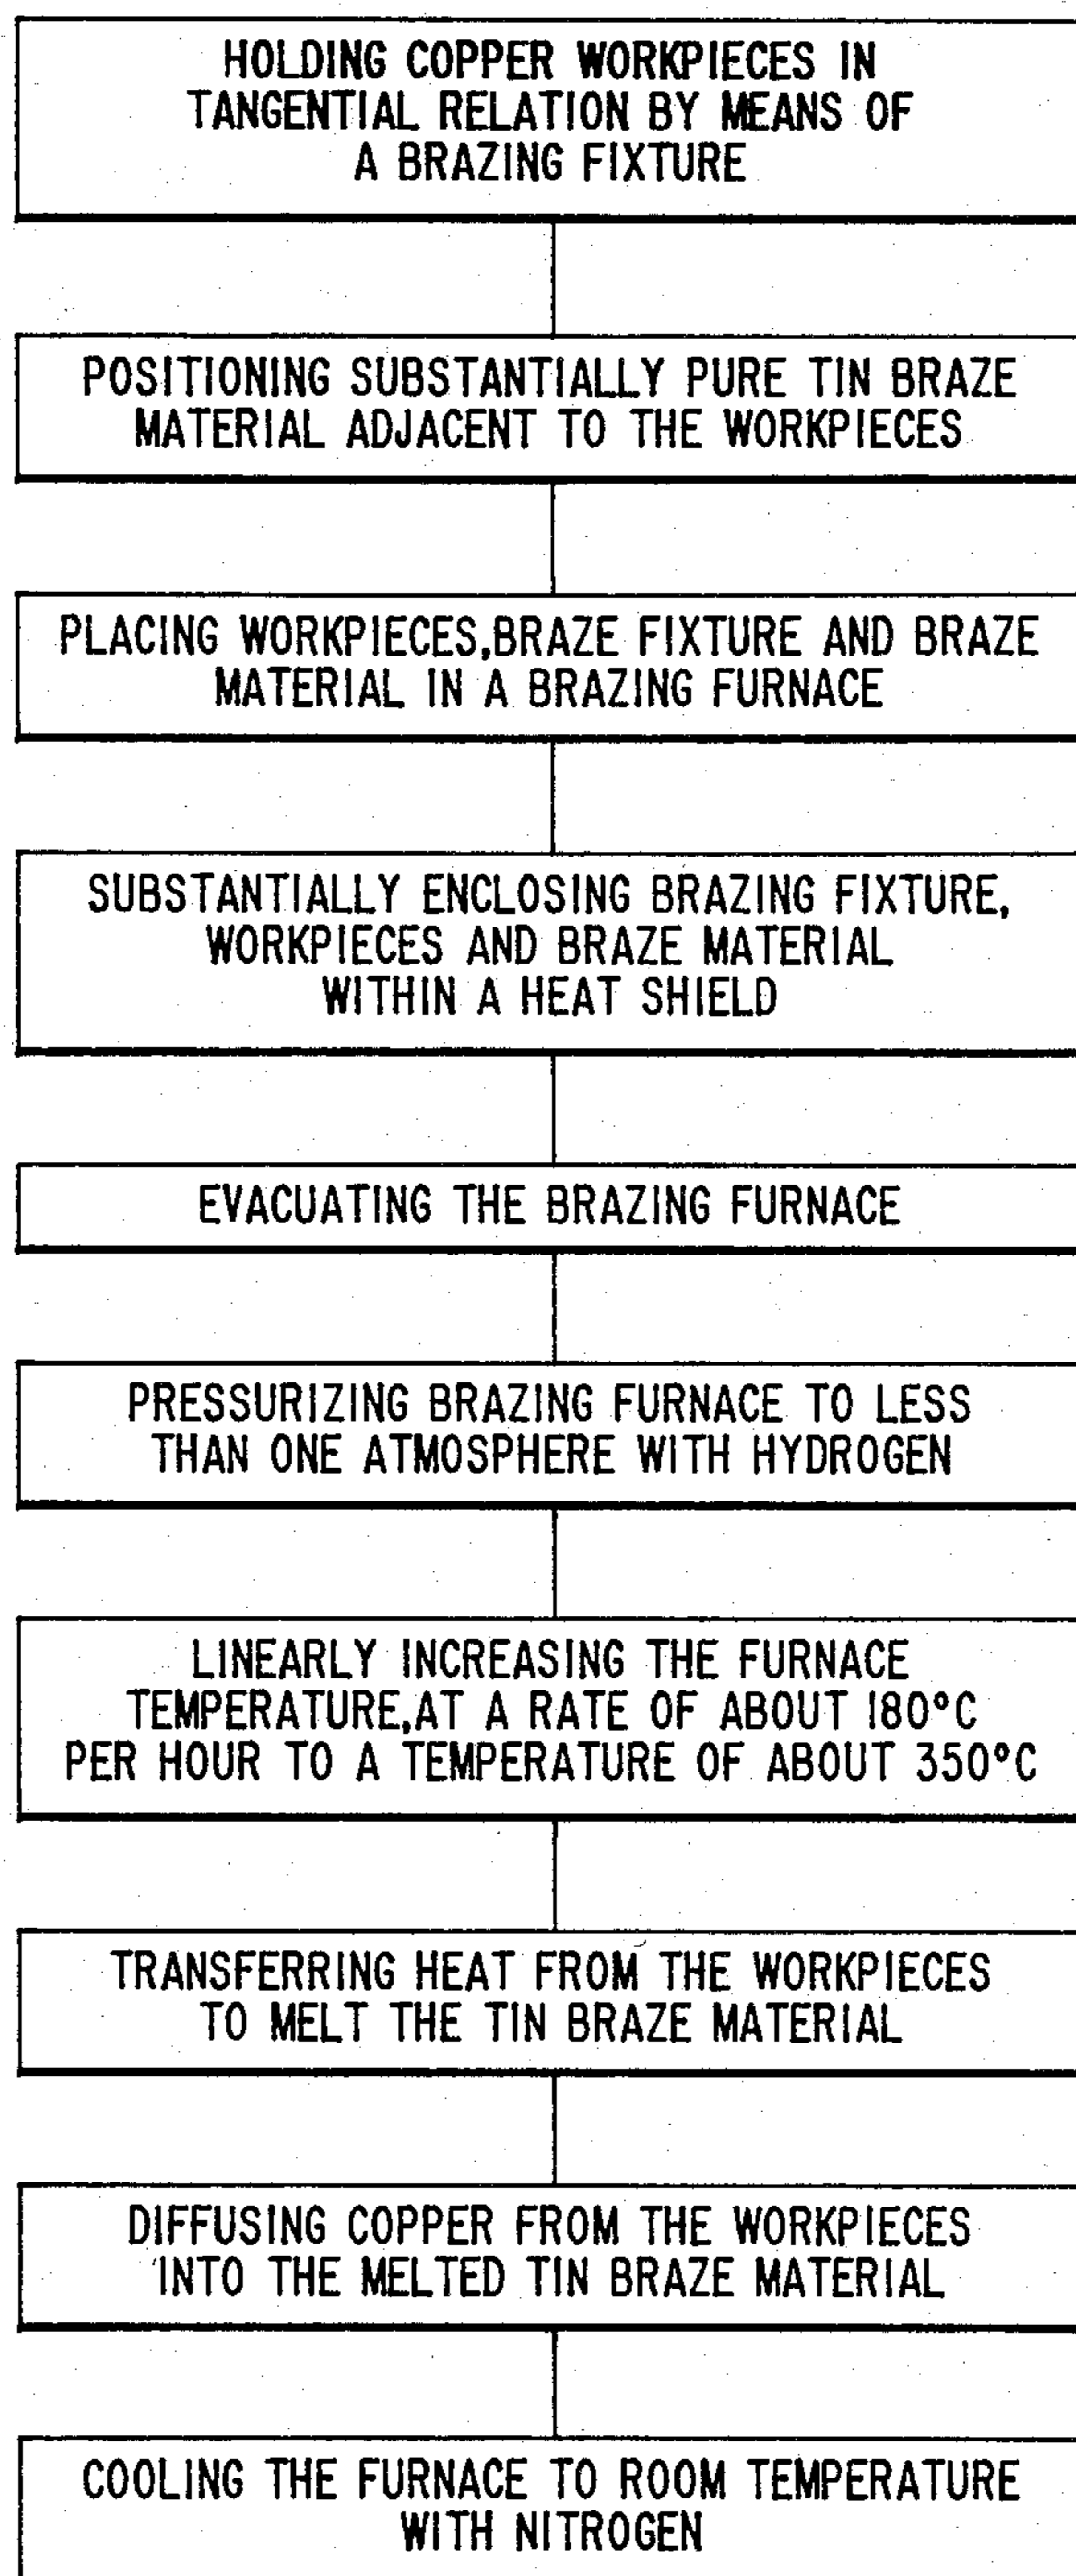 HOLDING COPPER WORKPIECES IN
TANGENTIAL RELATION BY MEANS OF
A BRAZING FIXTURE
POSITIONING SUBSTANTIALLY PURE TIN BRAZE
MATERIAL ADJACENT TO THE WORKPIECES
PLACING WORKPIECES,BRAZE FIXTURE AND BRAZE
MATERIAL IN A BRAZING FURNACE
SUBSTANTIALLY ENCLOSING BRAZING FIXTURE,
WORKPIECES AND BRAZE MATERIAL
WITHIN A HEAT SHIELD
EVACUATING THE BRAZING FURNACE
PRESSURIZING BRAZING FURNACE TO LESS
THAN ONE ATMOSPHERE WITH HYDROGEN
LINEARLY INCREASING THE FURNACE
TEMPERATURE,AT A RATE OF ABOUT 180°C
PER HOUR TO A TEMPERATURE OF ABOUT 350°C
TRANSFERRING HEAT FROM THE WORKPIECES
TO MELT THE TIN BRAZE MATERIAL
DIFFUSING COPPER FROM THE WORKPIECES
INTO THE MELTED TIN BRAZE MATERIAL
COOLING THE FURNACE TO ROOM TEMPERATURE
WITH NITROGEN